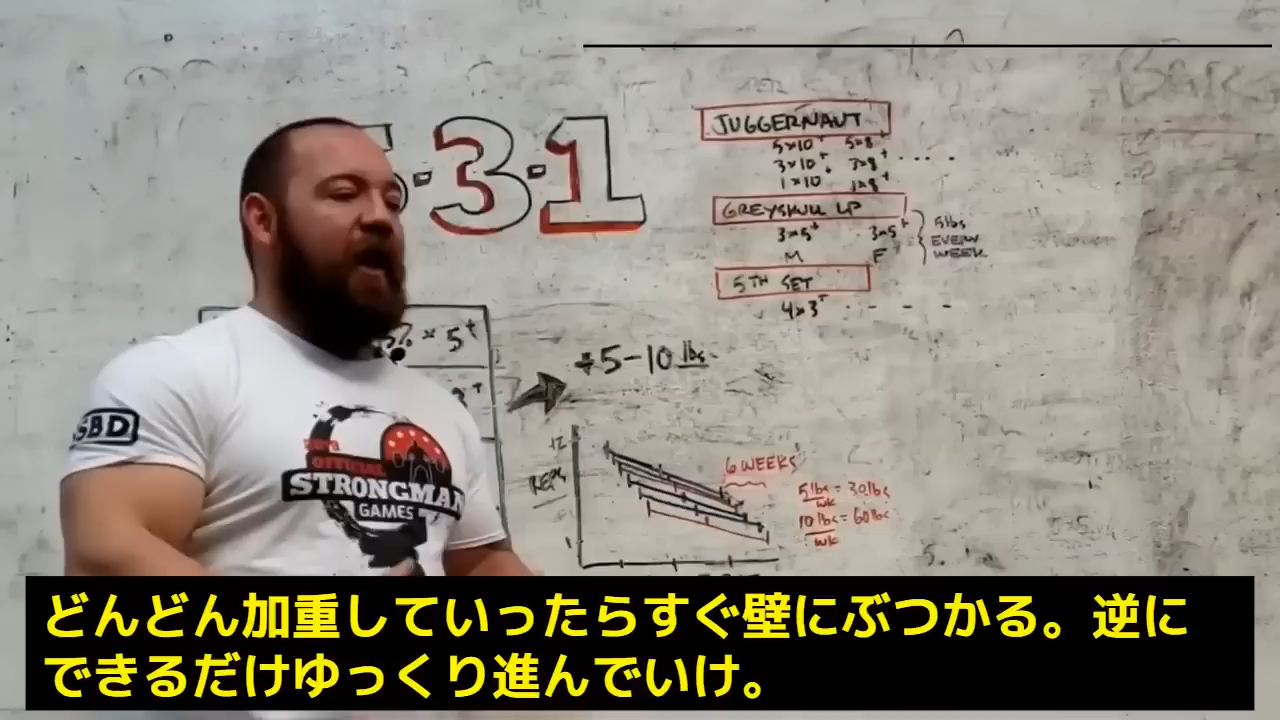 5-3-1
JUGGERNAUT
5×10+ 5×8+
3×10+ 3×8+ ....
1×10+ 1×8+
GREYSKULL LP
3×5+ 3×5+
M F
5lbs
EVERY
WEEK
5TH SET
4×3+ - - - -
5% × 5+
+5-10 lbs
12
REPS
1
6 WEEKS
5lbs = 30lbs
wk
10lbs = 60lbs
wk
SBD
OFFICIAL
STRONGMAN
GAMES
どんどん加重していったらすぐ壁にぶつかる。逆に
できるだけゆっくり進んでいけ。